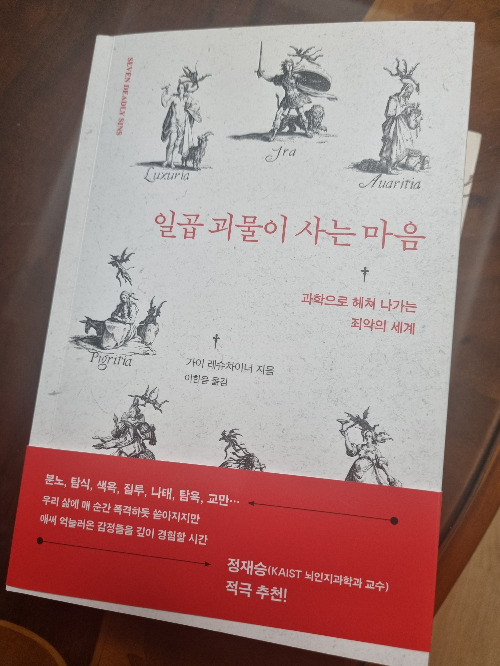 SEVEN DEADLY SINS
Luxuria
Ira
Auaritia
일곱 괴물이 사는 마음
과학으로 헤쳐 나가는
죄악의 세계
Pigritia
가이 레슈차이너 지음
이한음 옮김
분노, 탐식, 색욕, 질투, 나태, 탐욕, 교만…
우리 삶에 매 순간 폭격하듯 쏟아지지만
애써 억눌러온 감정들을 깊이 경험할 시간
정재승(KAIST 뇌인지과학과 교수)
적극 추천!